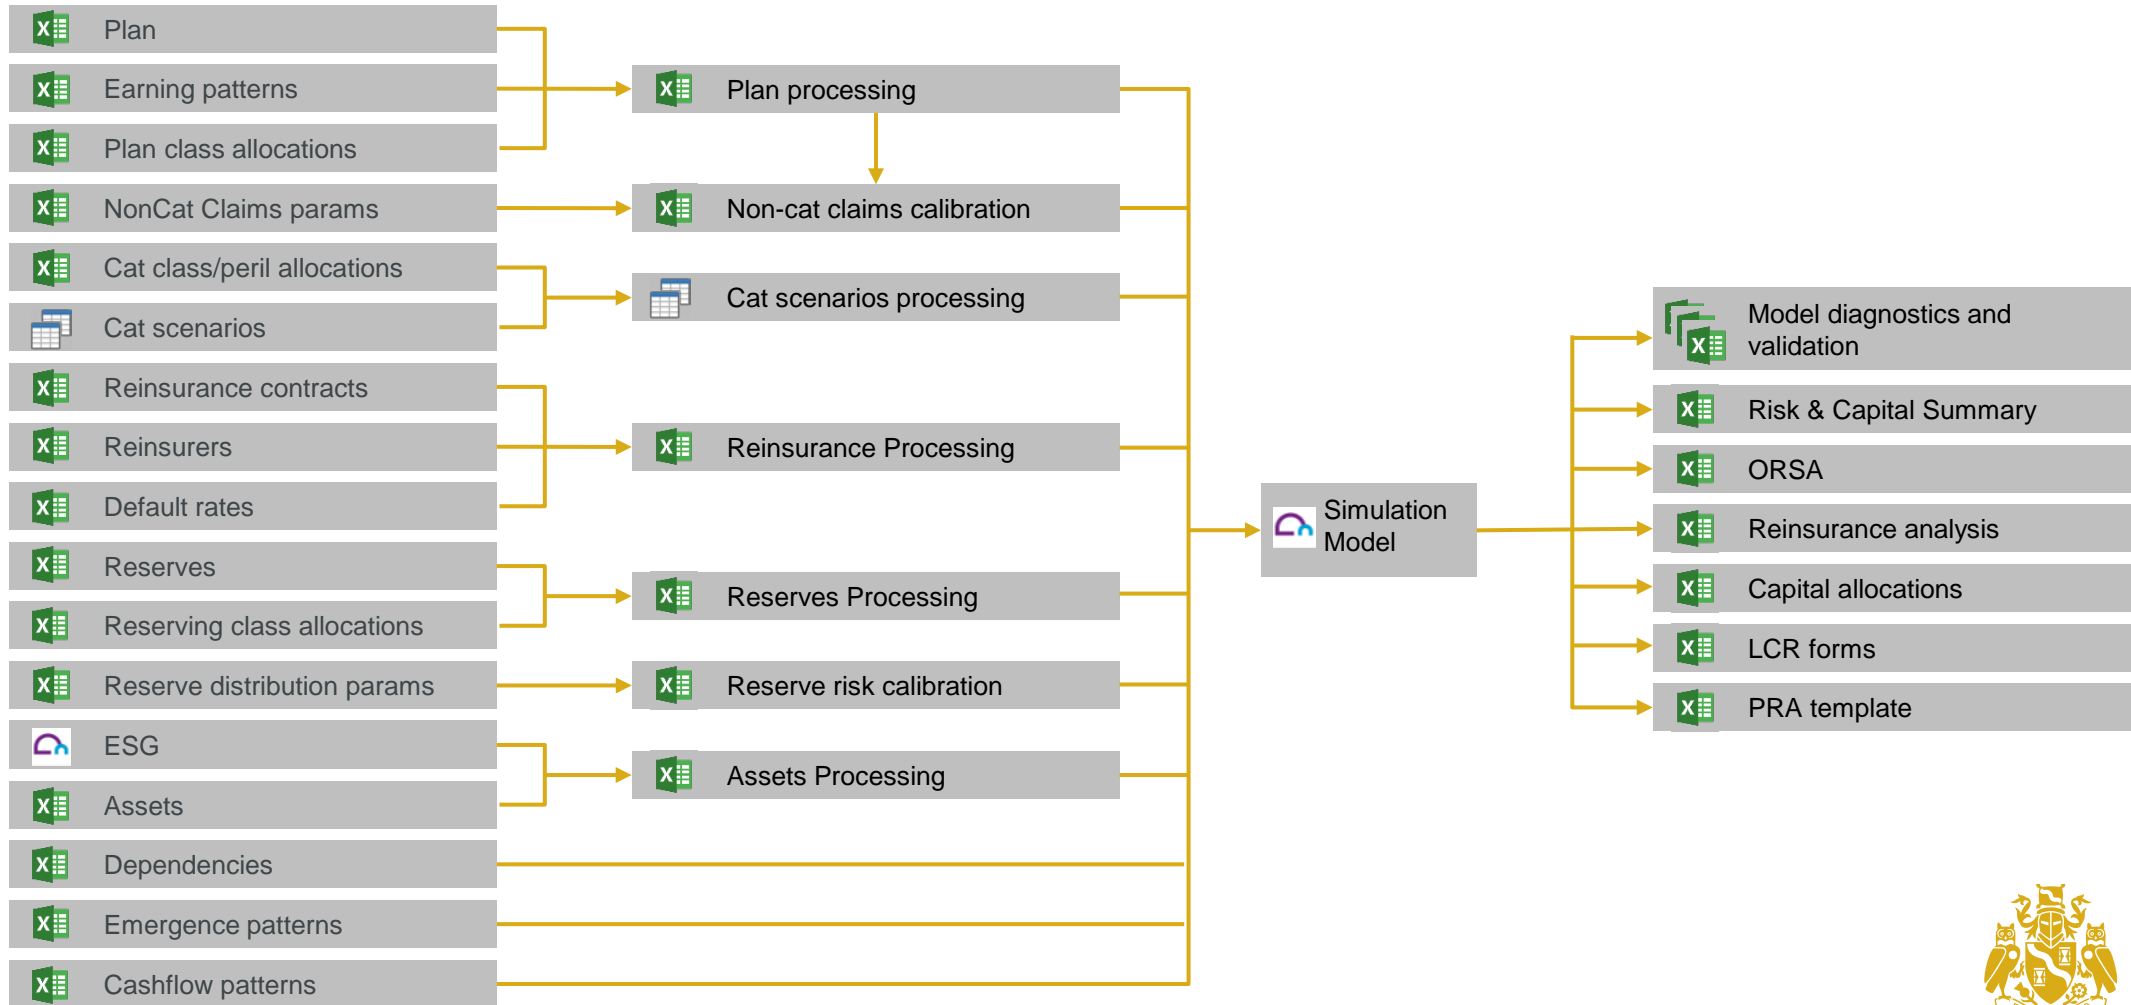 Plan
Earning patterns
Plan class allocations
NonCat Claims params
Cat class/peril allocations
Cat scenarios
Reinsurance contracts
Reinsurers
Default rates
Reserves
Reserving class allocations
Reserve distribution params
ESG
Assets
Dependencies
Emergence patterns
Cashflow patterns
Plan processing
Non-cat claims calibration
Cat scenarios processing
Reinsurance Processing
Reserves Processing
Reserve risk calibration
Assets Processing
Simulation
Model
Model diagnostics and
validation
Risk & Capital Summary
ORSA
Reinsurance analysis
Capital allocations
LCR forms
PRA template